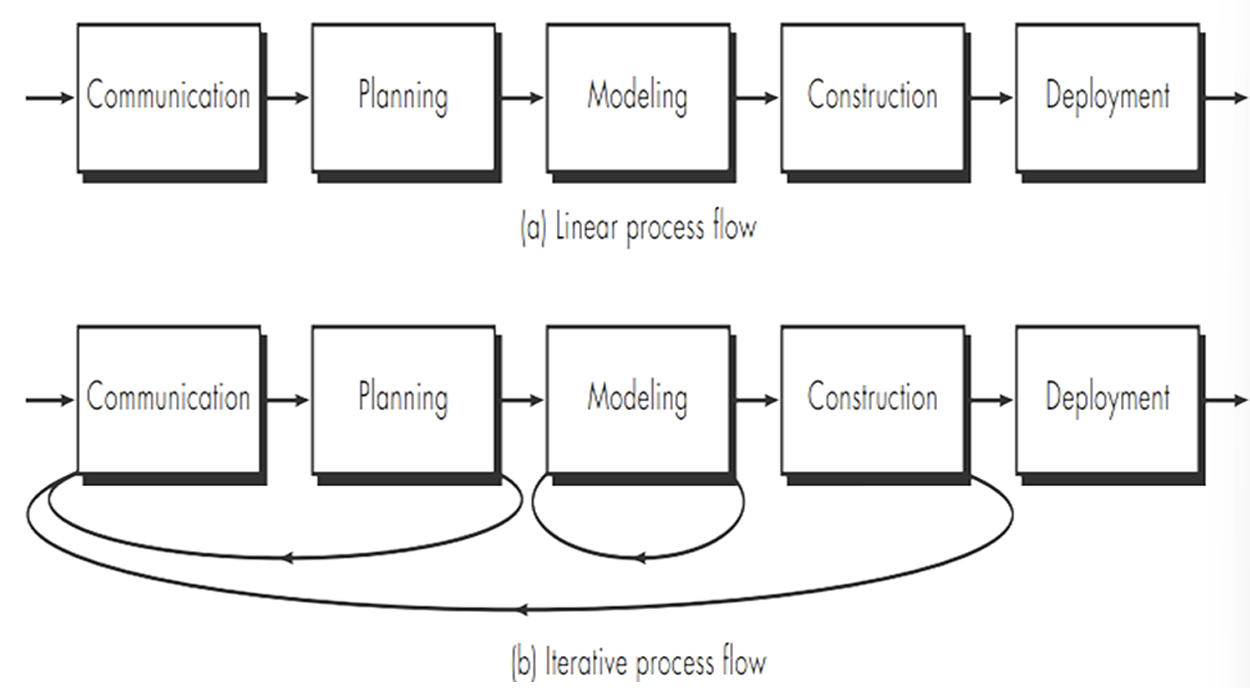 Communication Planning Modeling Construction Deployment
(a) Linear process flow
Communication Planning Modeling Construction Deployment
(b) Iterative process flow